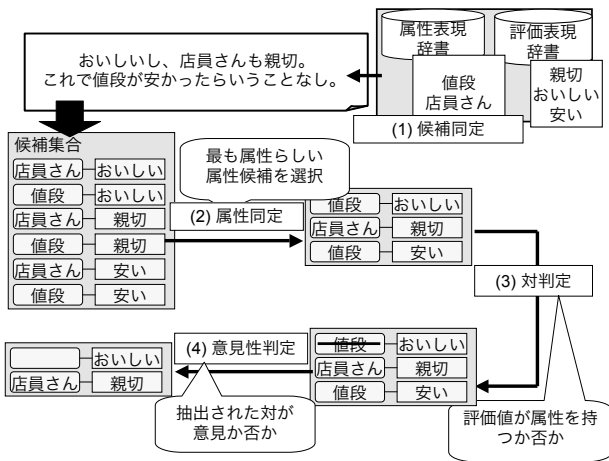 属性表現
辞書
評価表現
辞書
おいしいし、店員さんも親切。
これで値段が安かったらいうことなし。
値段
店員さん
親切
おいしい
安い
(1) 候補同定
候補集合
店員さん おいしい
値段 おいしい
店員さん 親切
値段 親切
店員さん 安い
値段 安い
最も属性らしい
属性候補を選択
(2) 属性同定
値段 おいしい
店員さん 親切
値段 安い
(3) 対判定
評価値が属性を持
つか否か
値段 おいしい
店員さん 親切
値段 安い
(4) 意見性判定
抽出された対が
意見か否か
おいしい
店員さん 親切